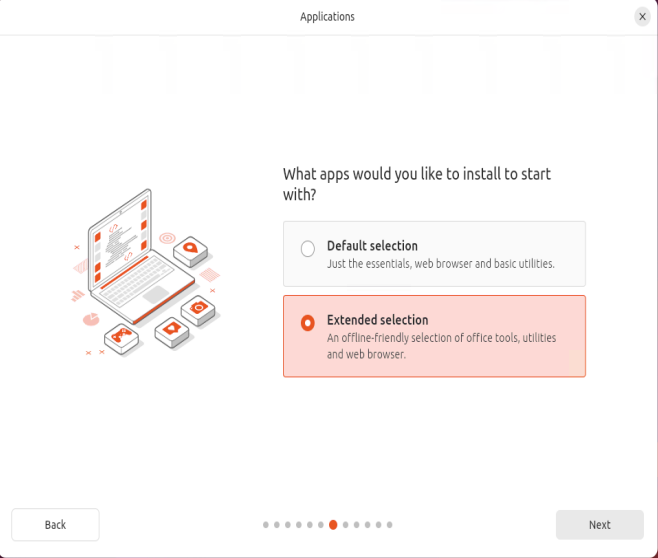 Applications
What apps would you like to install to start
with?
Default selection
Just the essentials, web browser and basic utilities.
Extended selection
An offline-friendly selection of office tools, utilities
and web browser.
Back
Next